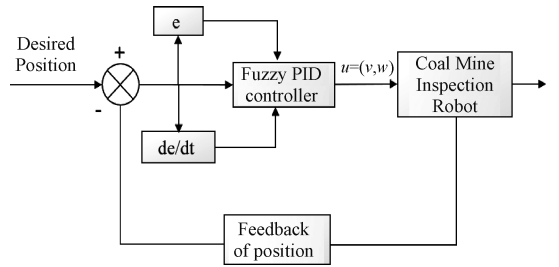 Desired
Position
+
-
e
de/dt
Fuzzy PID
controller
u=(v,w)
Coal Mine
Inspection
Robot
Feedback
of position